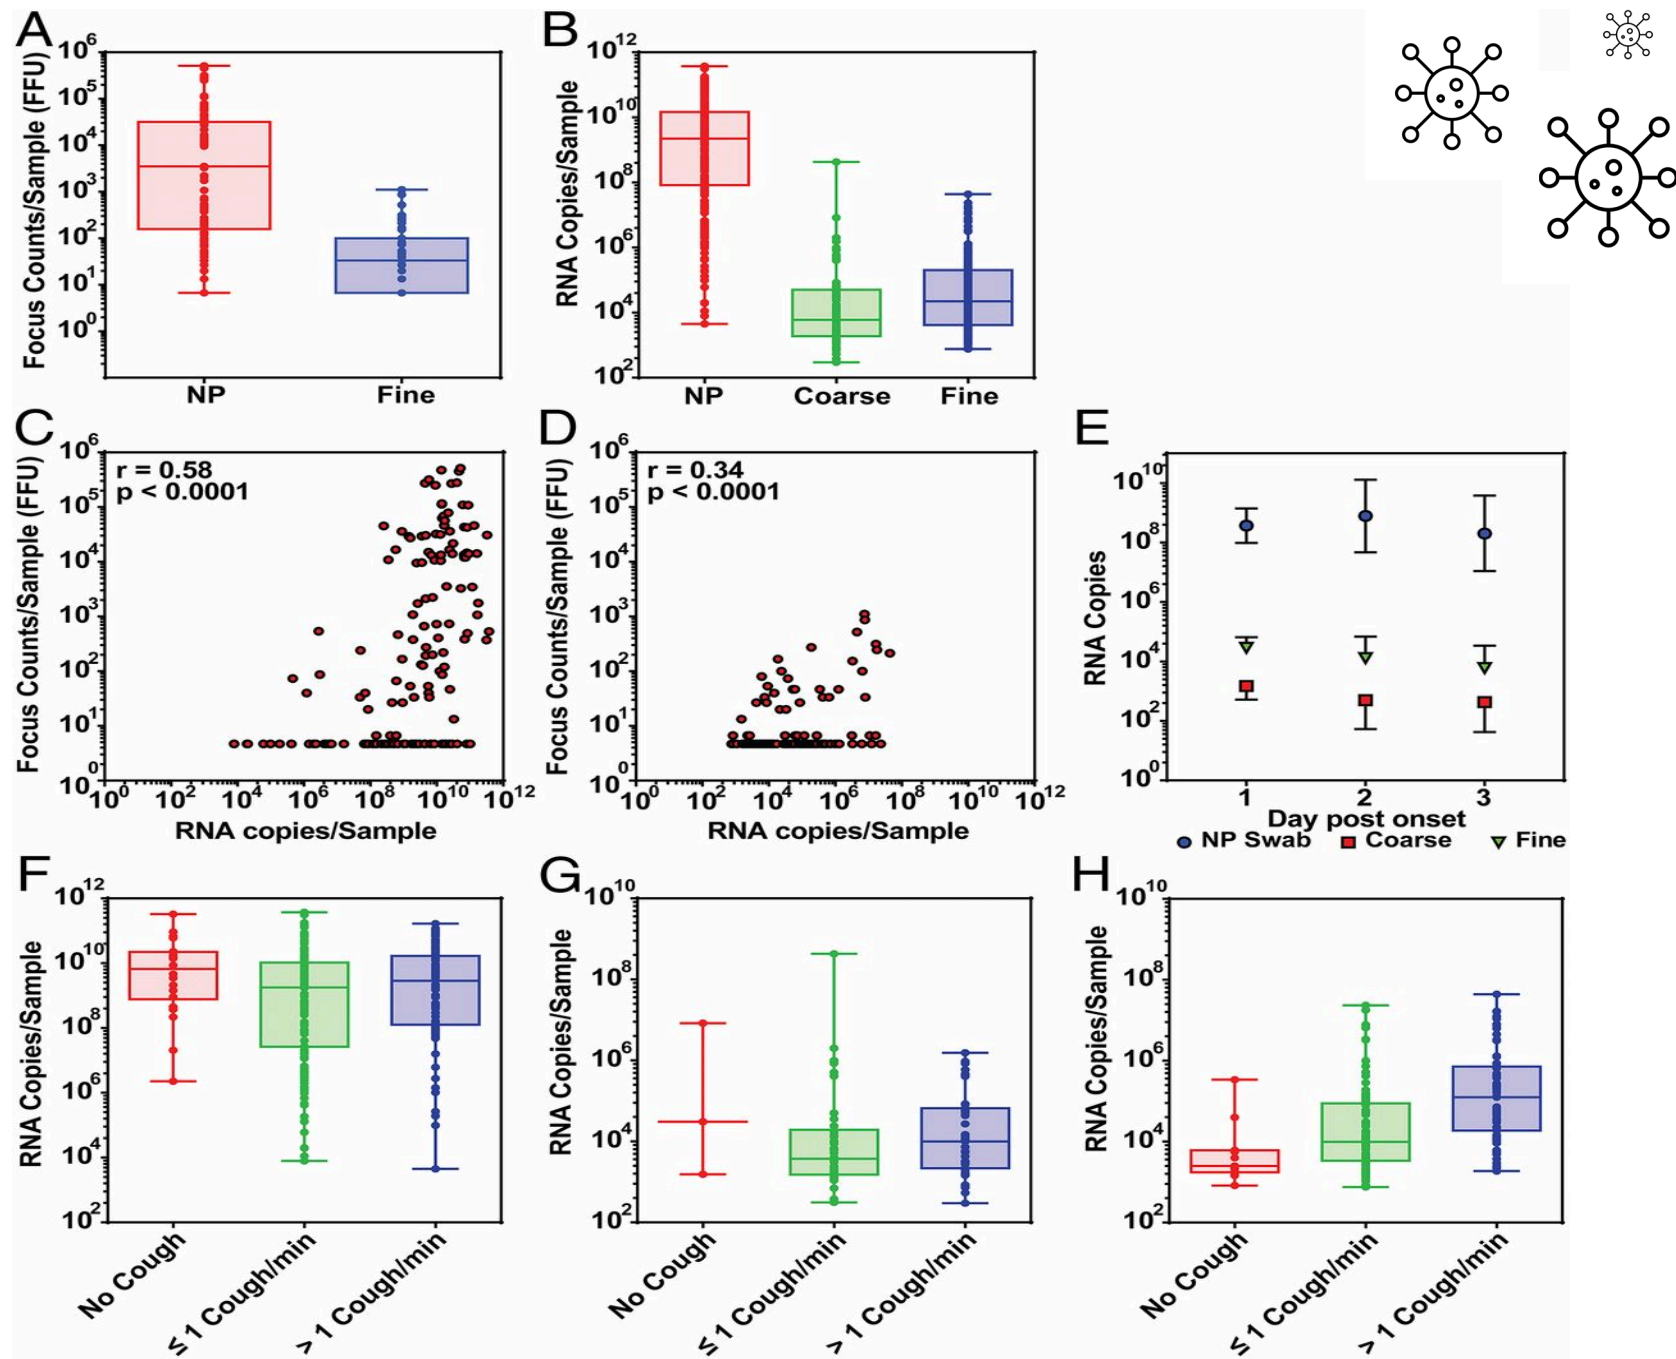 A
Focus Counts/Sample (FFU)
10^6
10^5
10^4
10^3
10^2
10^1
10^0
NP
Fine
B
RNA Copies/Sample
10^12
10^10
10^8
10^6
10^4
10^2
NP
Coarse
Fine
C
Focus Counts/Sample (FFU)
10^6
10^5
10^4
10^3
10^2
10^1
10^0
r = 0.58
p < 0.0001
10^0 10^2 10^4 10^6 10^8 10^10 10^12
RNA copies/Sample
D
Focus Counts/Sample (FFU)
10^6
10^5
10^4
10^3
10^2
10^1
10^0
r = 0.34
p < 0.0001
10^0 10^2 10^4 10^6 10^8 10^10 10^12
RNA copies/Sample
E
RNA Copies
10^10
10^8
10^6
10^4
10^2
10^0
1 2 3
Day post onset
NP Swab Coarse Fine
F
RNA Copies/Sample
10^12
10^10
10^8
10^6
10^4
10^2
No Cough
≤ 1 Cough/min
> 1 Cough/min
G
RNA Copies/Sample
10^10
10^8
10^6
10^4
10^2
No Cough
≤ 1 Cough/min
> 1 Cough/min
H
RNA Copies/Sample
10^10
10^8
10^6
10^4
10^2
No Cough
≤ 1 Cough/min
> 1 Cough/min